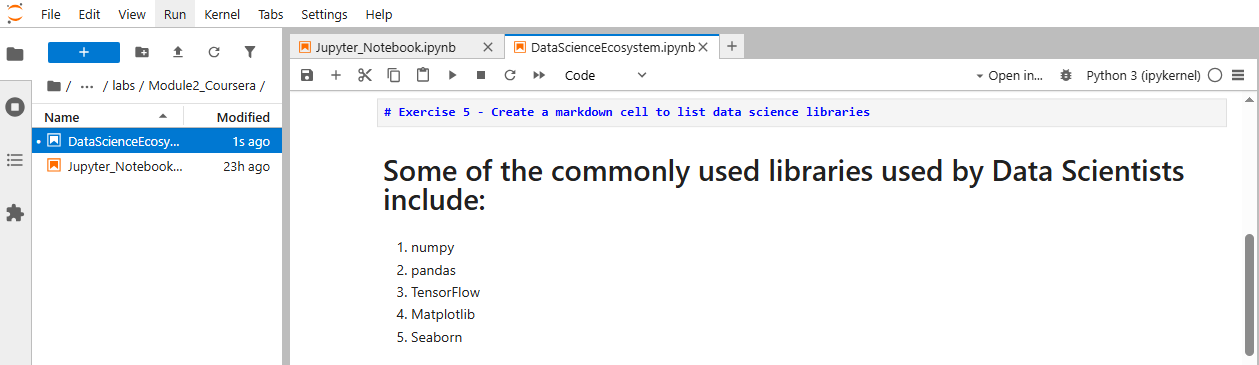 File Edit View Run Kernel Tabs Settings Help
+
/ ··· / labs / Module2_Coursera /
Name Modified
DataScienceEcosy... 1s ago
Jupyter_Notebook... 23h ago
Jupyter_Notebook.ipynb
DataScienceEcosystem.ipynb
+
Code
Open in...
Python 3 (ipykernel)
# Exercise 5 - Create a markdown cell to list data science libraries
Some of the commonly used libraries used by Data Scientists
include:
1. numpy
2. pandas
3. TensorFlow
4. Matplotlib
5. Seaborn